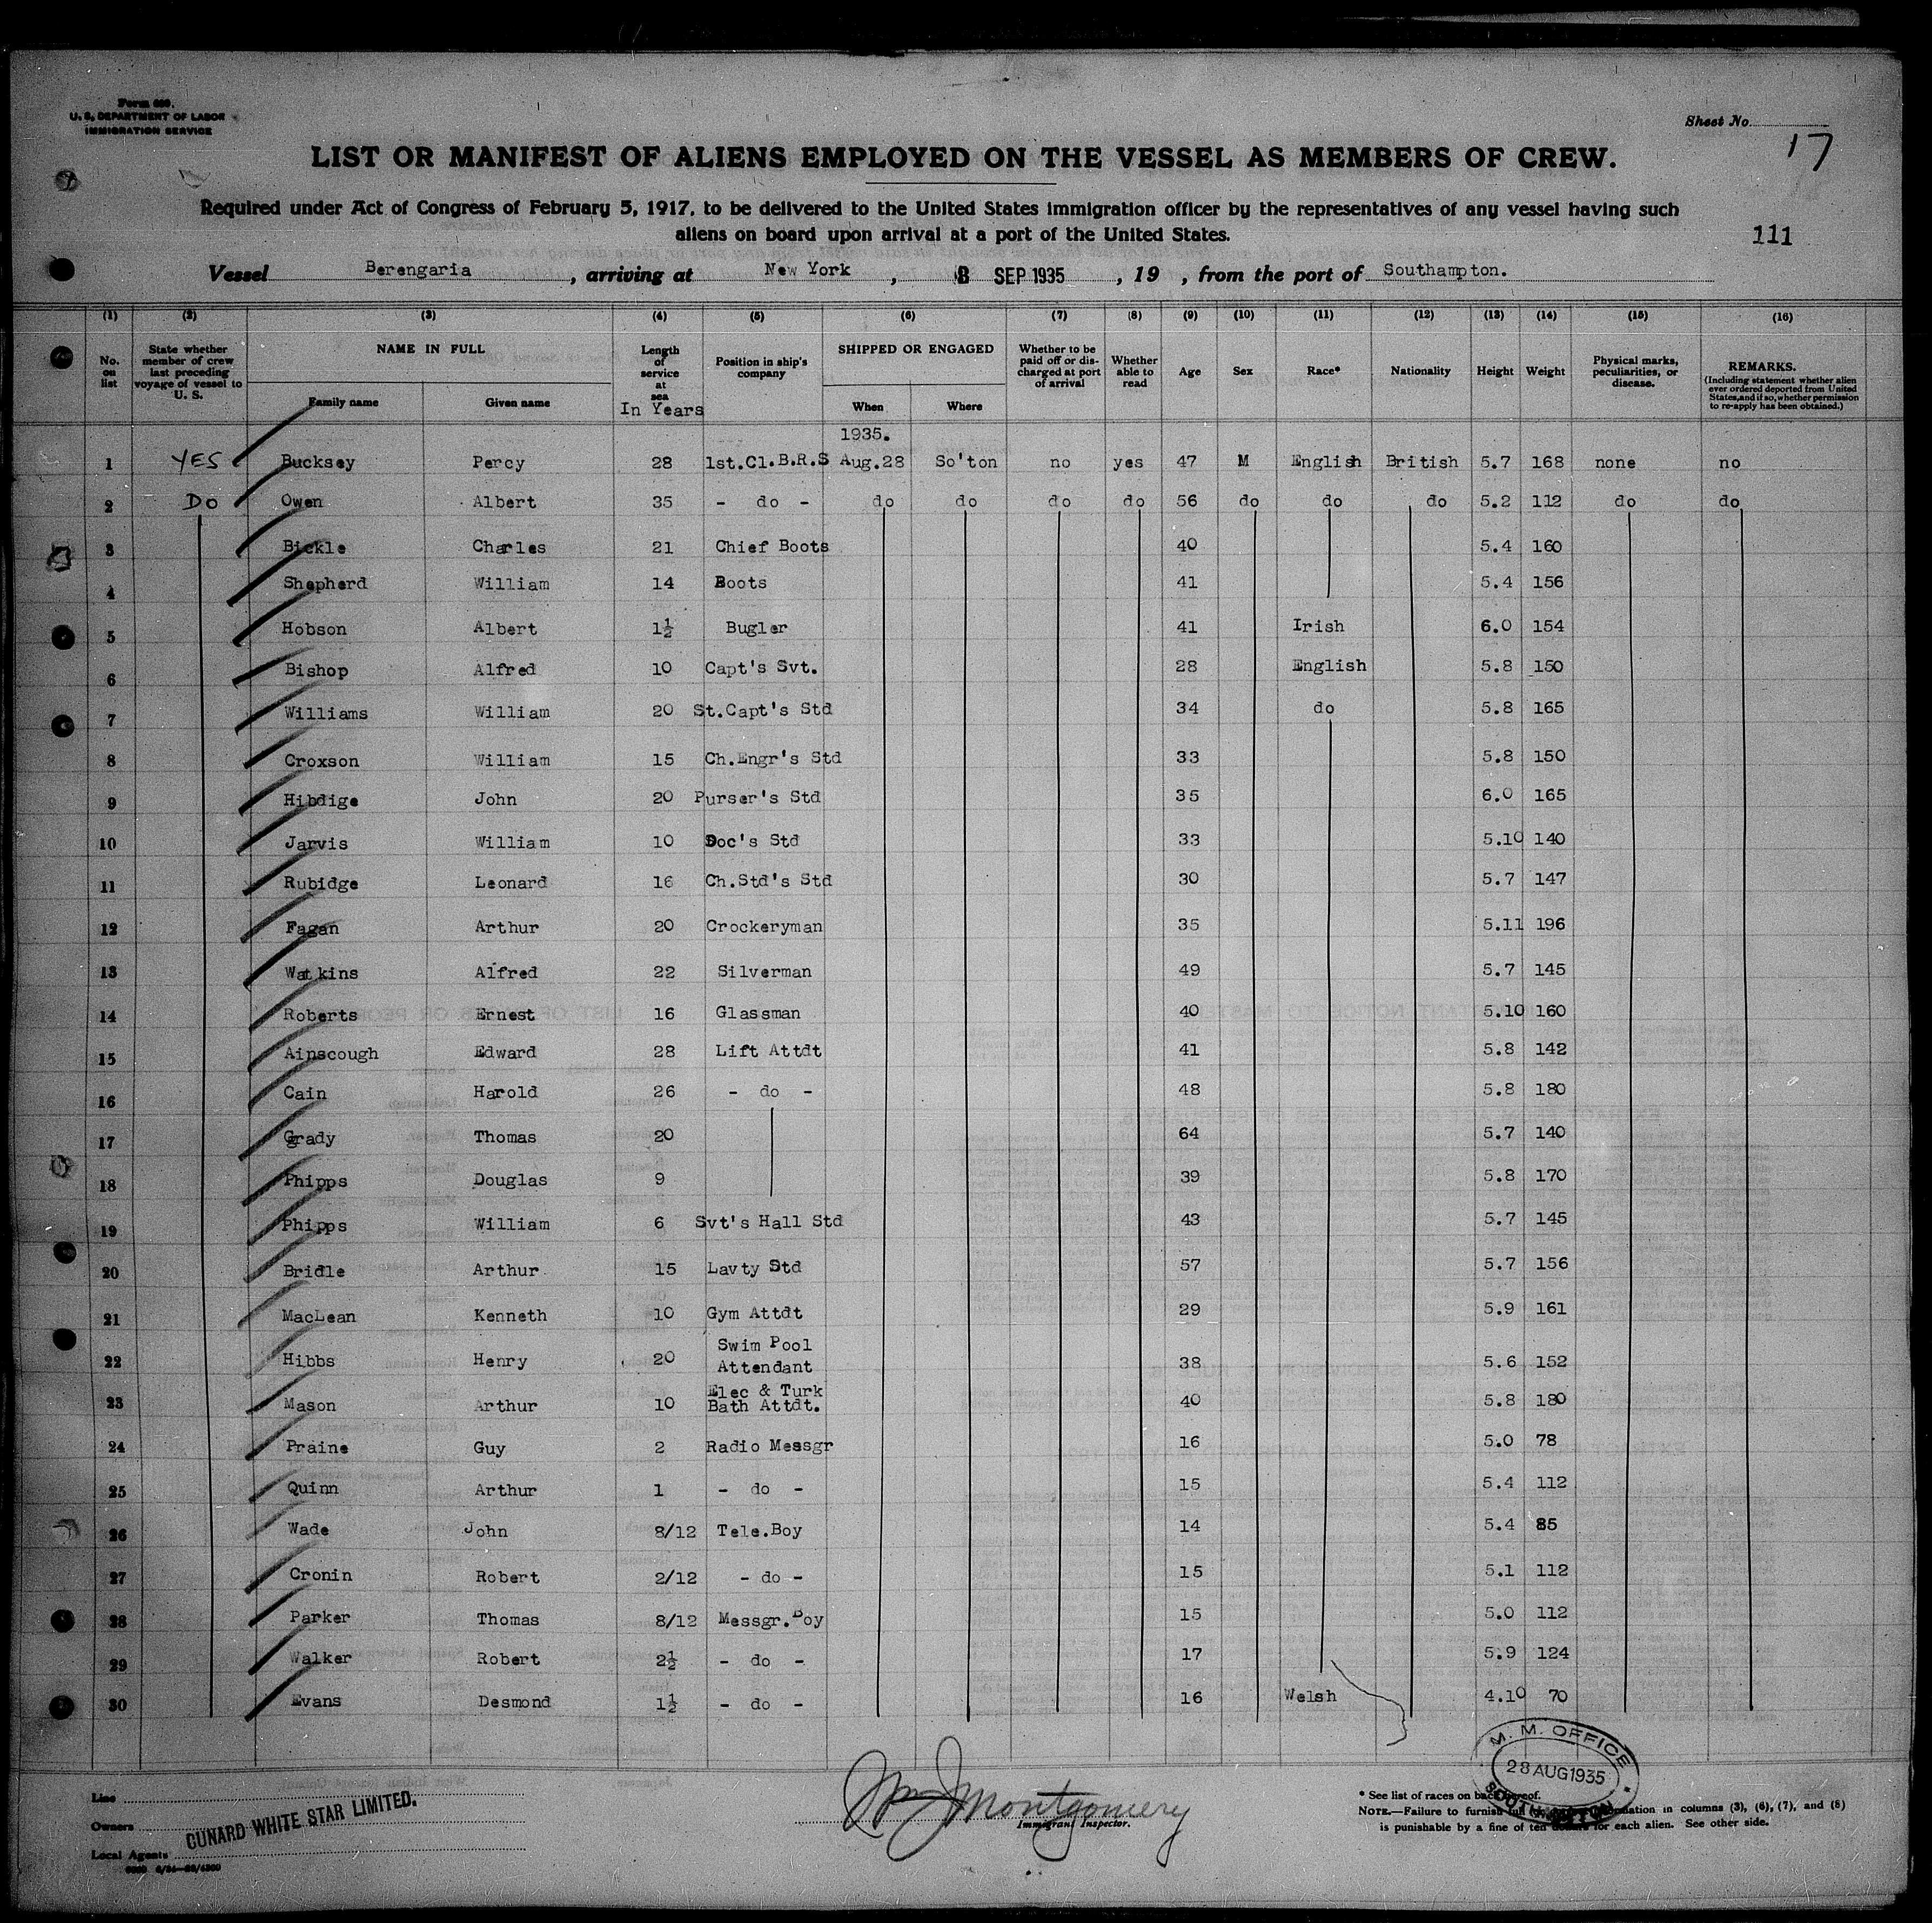 Form 680.
U. S. DEPARTMENT OF LABOR
IMMIGRATION SERVICE
Sheet No.
17
LIST OR MANIFEST OF ALIENS EMPLOYED ON THE VESSEL AS MEMBERS OF CREW.
Required under Act of Congress of February 5, 1917, to be delivered to the United States immigration officer by the representatives of any vessel having such
aliens on board upon arrival at a port of the United States.
111
Vessel Berengaria, arriving at New York, SEP 1935, 19 , from the port of Southampton.
(1) (2) (3) (4) (5) (6) (7) (8) (9) (10) (11) (12) (13) (14) (15) (16)
No. on list State whether member of crew last preceding voyage of vessel to U. S. NAME IN FULL Family name Given name Length of service at sea In Years Position in ship's company SHIPPED OR ENGAGED When Where Whether to be paid off or discharged at port of arrival Whether able to read Age Sex Race* Nationality Height Weight Physical marks, peculiarities, or disease. REMARKS. (Including statement whether alien ever ordered deported from United States, and if so, whether permission to re-apply has been obtained.)
1935.
1 YES Bucksey Percy 28 1st.Cl.B.R.S Aug.28 So'ton no yes 47 M English British 5.7 168 none no
2 Do Owen Albert 35 - do - do do do do 56 do do do 5.2 112 do do
3 Bickle Charles 21 Chief Boots 40 5.4 160
4 Shepherd William 14 Boots 41 5.4 156
5 Hobson Albert 1½ Bugler 41 Irish 6.0 154
6 Bishop Alfred 10 Capt's Svt. 28 English 5.8 150
7 Williams William 20 St.Capt's Std 34 do 5.8 165
8 Croxson William 15 Ch.Engr's Std 33 5.8 150
9 Hibdige John 20 Purser's Std 35 6.0 165
10 Jarvis William 10 Doc's Std 33 5.10 140
11 Rubidge Leonard 16 Ch.Std's Std 30 5.7 147
12 Fagan Arthur 20 Crockeryman 35 5.11 196
13 Watkins Alfred 22 Silverman 49 5.7 145
14 Roberts Ernest 16 Glassman 40 5.10 160
15 Ainscough Edward 28 Lift Attdt 41 5.8 142
16 Cain Harold 26 - do - 48 5.8 180
17 Grady Thomas 20 64 5.7 140
18 Phipps Douglas 9 39 5.8 170
19 Phipps William 6 Svt's Hall Std 43 5.7 145
20 Bridle Arthur 15 Lavty Std 57 5.7 156
21 MacLean Kenneth 10 Gym Attdt 29 5.9 161
22 Hibbs Henry 20 Swim Pool Attendant 38 5.6 152
23 Mason Arthur 10 Elec & Turk Bath Attdt. 40 5.8 180
24 Praine Guy 2 Radio Messgr 16 5.0 78
25 Quinn Arthur 1 - do - 15 5.4 112
26 Wade John 8/12 Tele.Boy 14 5.4 85
27 Cronin Robert 2/12 - do - 15 5.1 112
28 Parker Thomas 8/12 Messgr.Boy 15 5.0 112
29 Walker Robert 2½ - do - 17 5.9 124
30 Evans Desmond 1½ - do - 16 Welsh 4.10 70
M. M. OFFICE
28 AUG 1935
SOUTHAMPTON
Line
Owners CUNARD WHITE STAR LIMITED.
Local Agents
Wm J Montgomery
Immigrant Inspector.
* See list of races on back hereof.
NOTE.—Failure to furnish full information in columns (3), (6), (7), and (8)
is punishable by a fine of ten dollars for each alien. See other side.